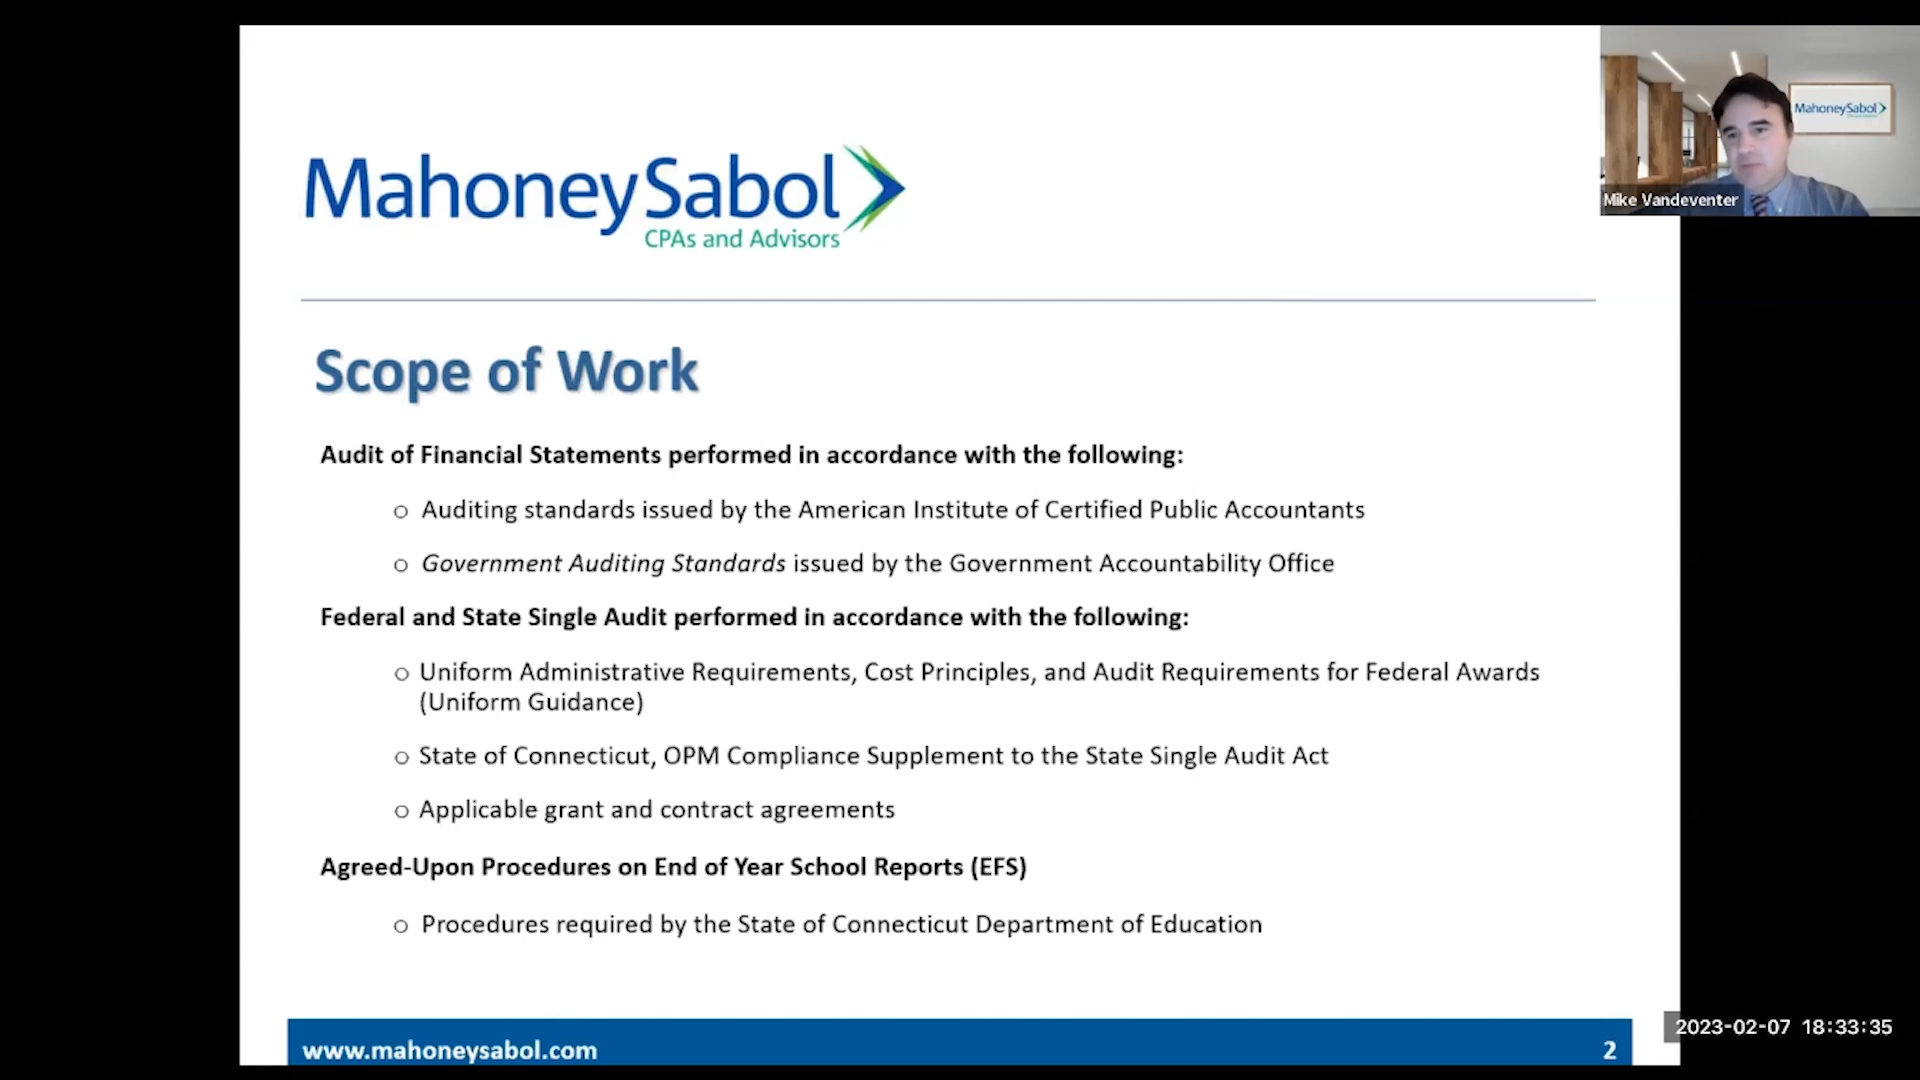 MahoneySabol
CPAs and Advisors
MahoneySabol
Mike Vandeventer
Scope of Work
Audit of Financial Statements performed in accordance with the following:
o Auditing standards issued by the American Institute of Certified Public Accountants
o Government Auditing Standards issued by the Government Accountability Office
Federal and State Single Audit performed in accordance with the following:
o Uniform Administrative Requirements, Cost Principles, and Audit Requirements for Federal Awards
(Uniform Guidance)
o State of Connecticut, OPM Compliance Supplement to the State Single Audit Act
o Applicable grant and contract agreements
Agreed-Upon Procedures on End of Year School Reports (EFS)
o Procedures required by the State of Connecticut Department of Education
www.mahoneysabol.com
2
2023-02-07 18:33:35